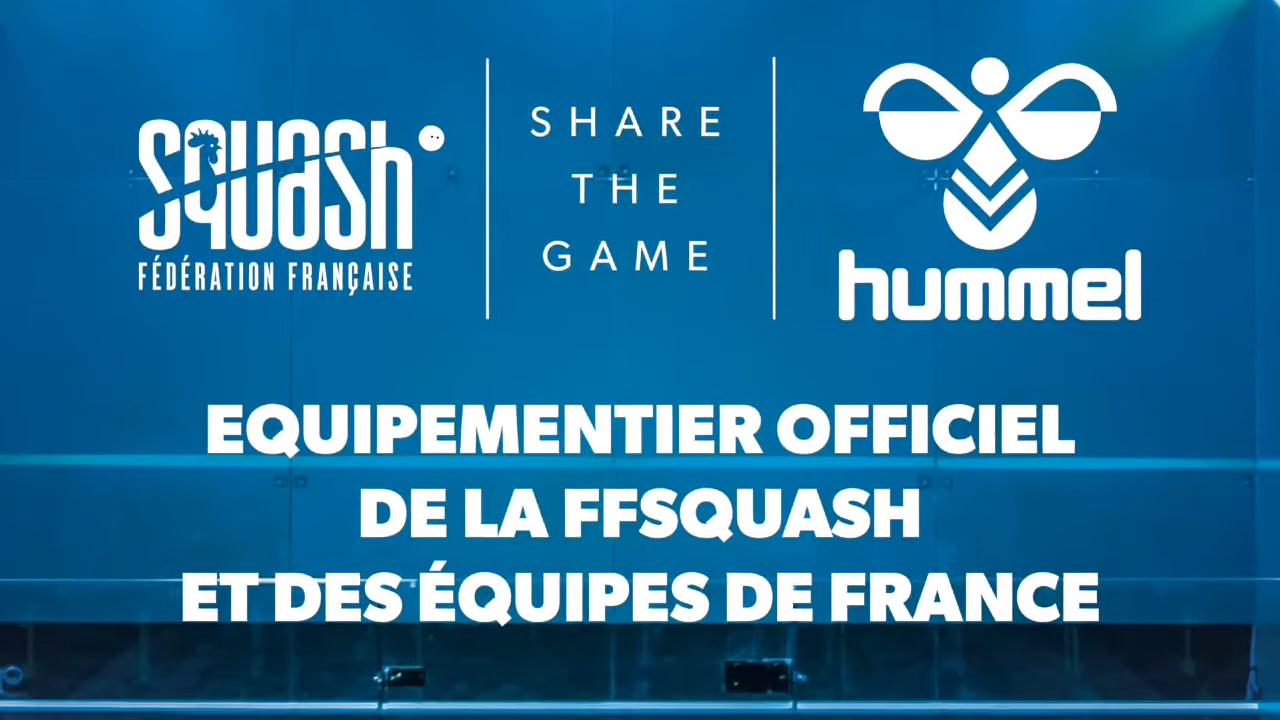 SQUASH
FÉDÉRATION FRANÇAISE
SHARE
THE
GAME
hummel
EQUIPEMENTIER OFFICIEL
DE LA FFSQUASH
ET DES ÉQUIPES DE FRANCE